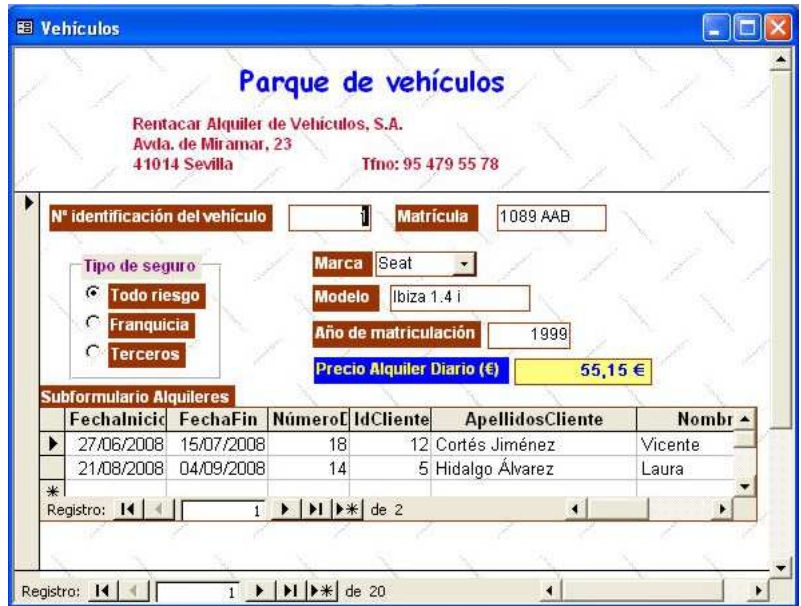 Vehículos
Parque de vehículos
Rentacar Alquiler de Vehículos, S.A.
Avda. de Miramar, 23
41014 Sevilla Tfno: 95 479 55 78
Nº identificación del vehículo 1 Matrícula 1089 AAB
Tipo de seguro
Todo riesgo
Franquicia
Terceros
Marca Seat
Modelo Ibiza 1.4 i
Año de matriculación 1999
Precio Alquiler Diario (€) 55,15 €
Subformulario Alquileres
FechaInicio FechaFin NúmeroD IdCliente ApellidosCliente Nombr
27/06/2008 15/07/2008 18 12 Cortés Jiménez Vicente
21/08/2008 04/09/2008 14 5 Hidalgo Álvarez Laura
Registro: 1 de 2
Registro: 1 de 20